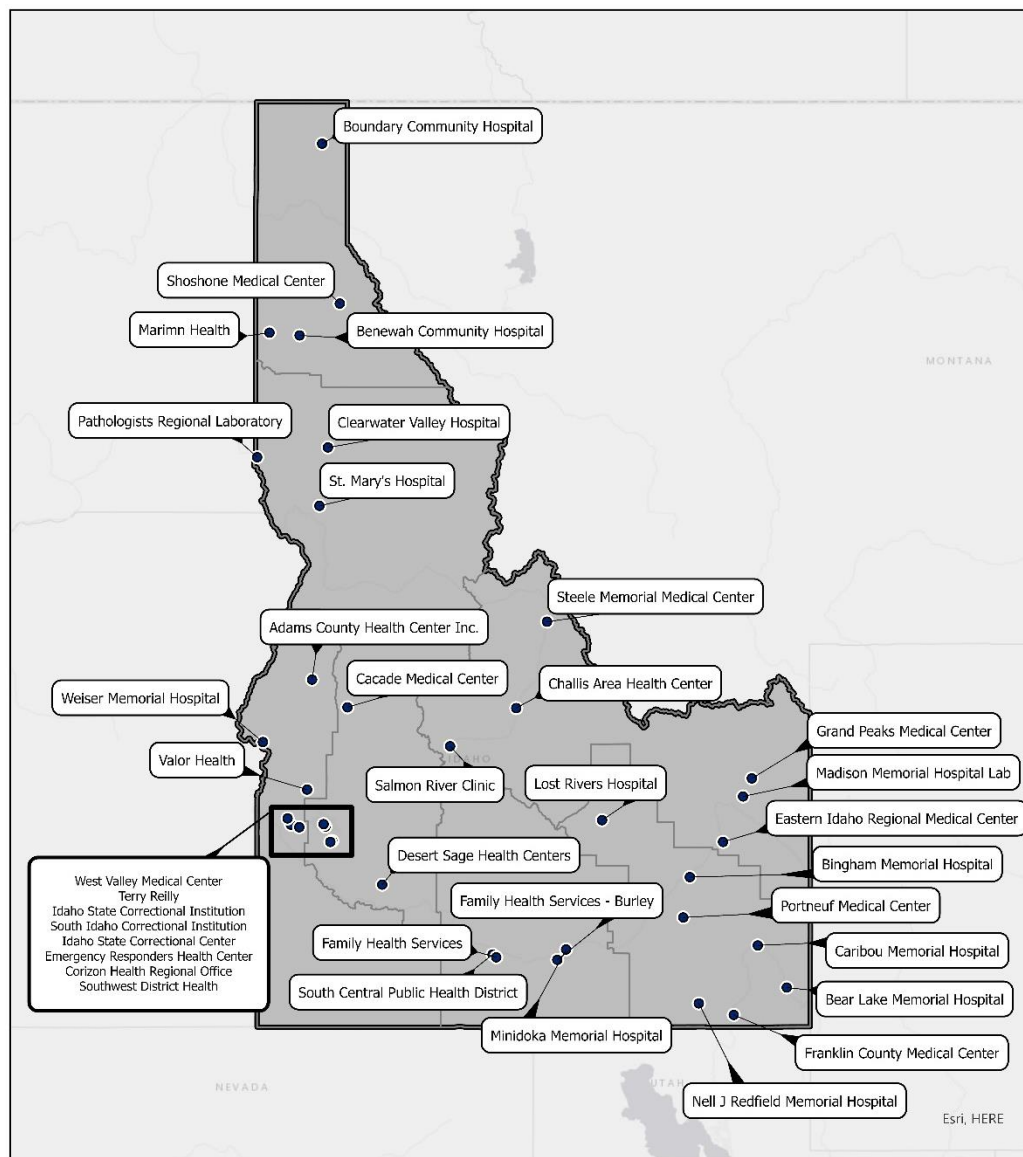 Boundary Community Hospital
Shoshone Medical Center
Marimn Health
Benewah Community Hospital
MONTANA
Pathologists Regional Laboratory
Clearwater Valley Hospital
St. Mary's Hospital
Steele Memorial Medical Center
Adams County Health Center Inc.
Cacade Medical Center
Challis Area Health Center
Weiser Memorial Hospital
Grand Peaks Medical Center
IDAHO
Valor Health
Salmon River Clinic
Lost Rivers Hospital
Madison Memorial Hospital Lab
Eastern Idaho Regional Medical Center
Desert Sage Health Centers
Bingham Memorial Hospital
West Valley Medical Center
Terry Reilly
Idaho State Correctional Institution
South Idaho Correctional Institution
Idaho State Correctional Center
Emergency Responders Health Center
Corizon Health Regional Office
Southwest District Health
Family Health Services - Burley
Portneuf Medical Center
Family Health Services
Caribou Memorial Hospital
South Central Public Health District
Bear Lake Memorial Hospital
Minidoka Memorial Hospital
Franklin County Medical Center
NEVADA
UTAH
Nell J Redfield Memorial Hospital
Esri, HERE